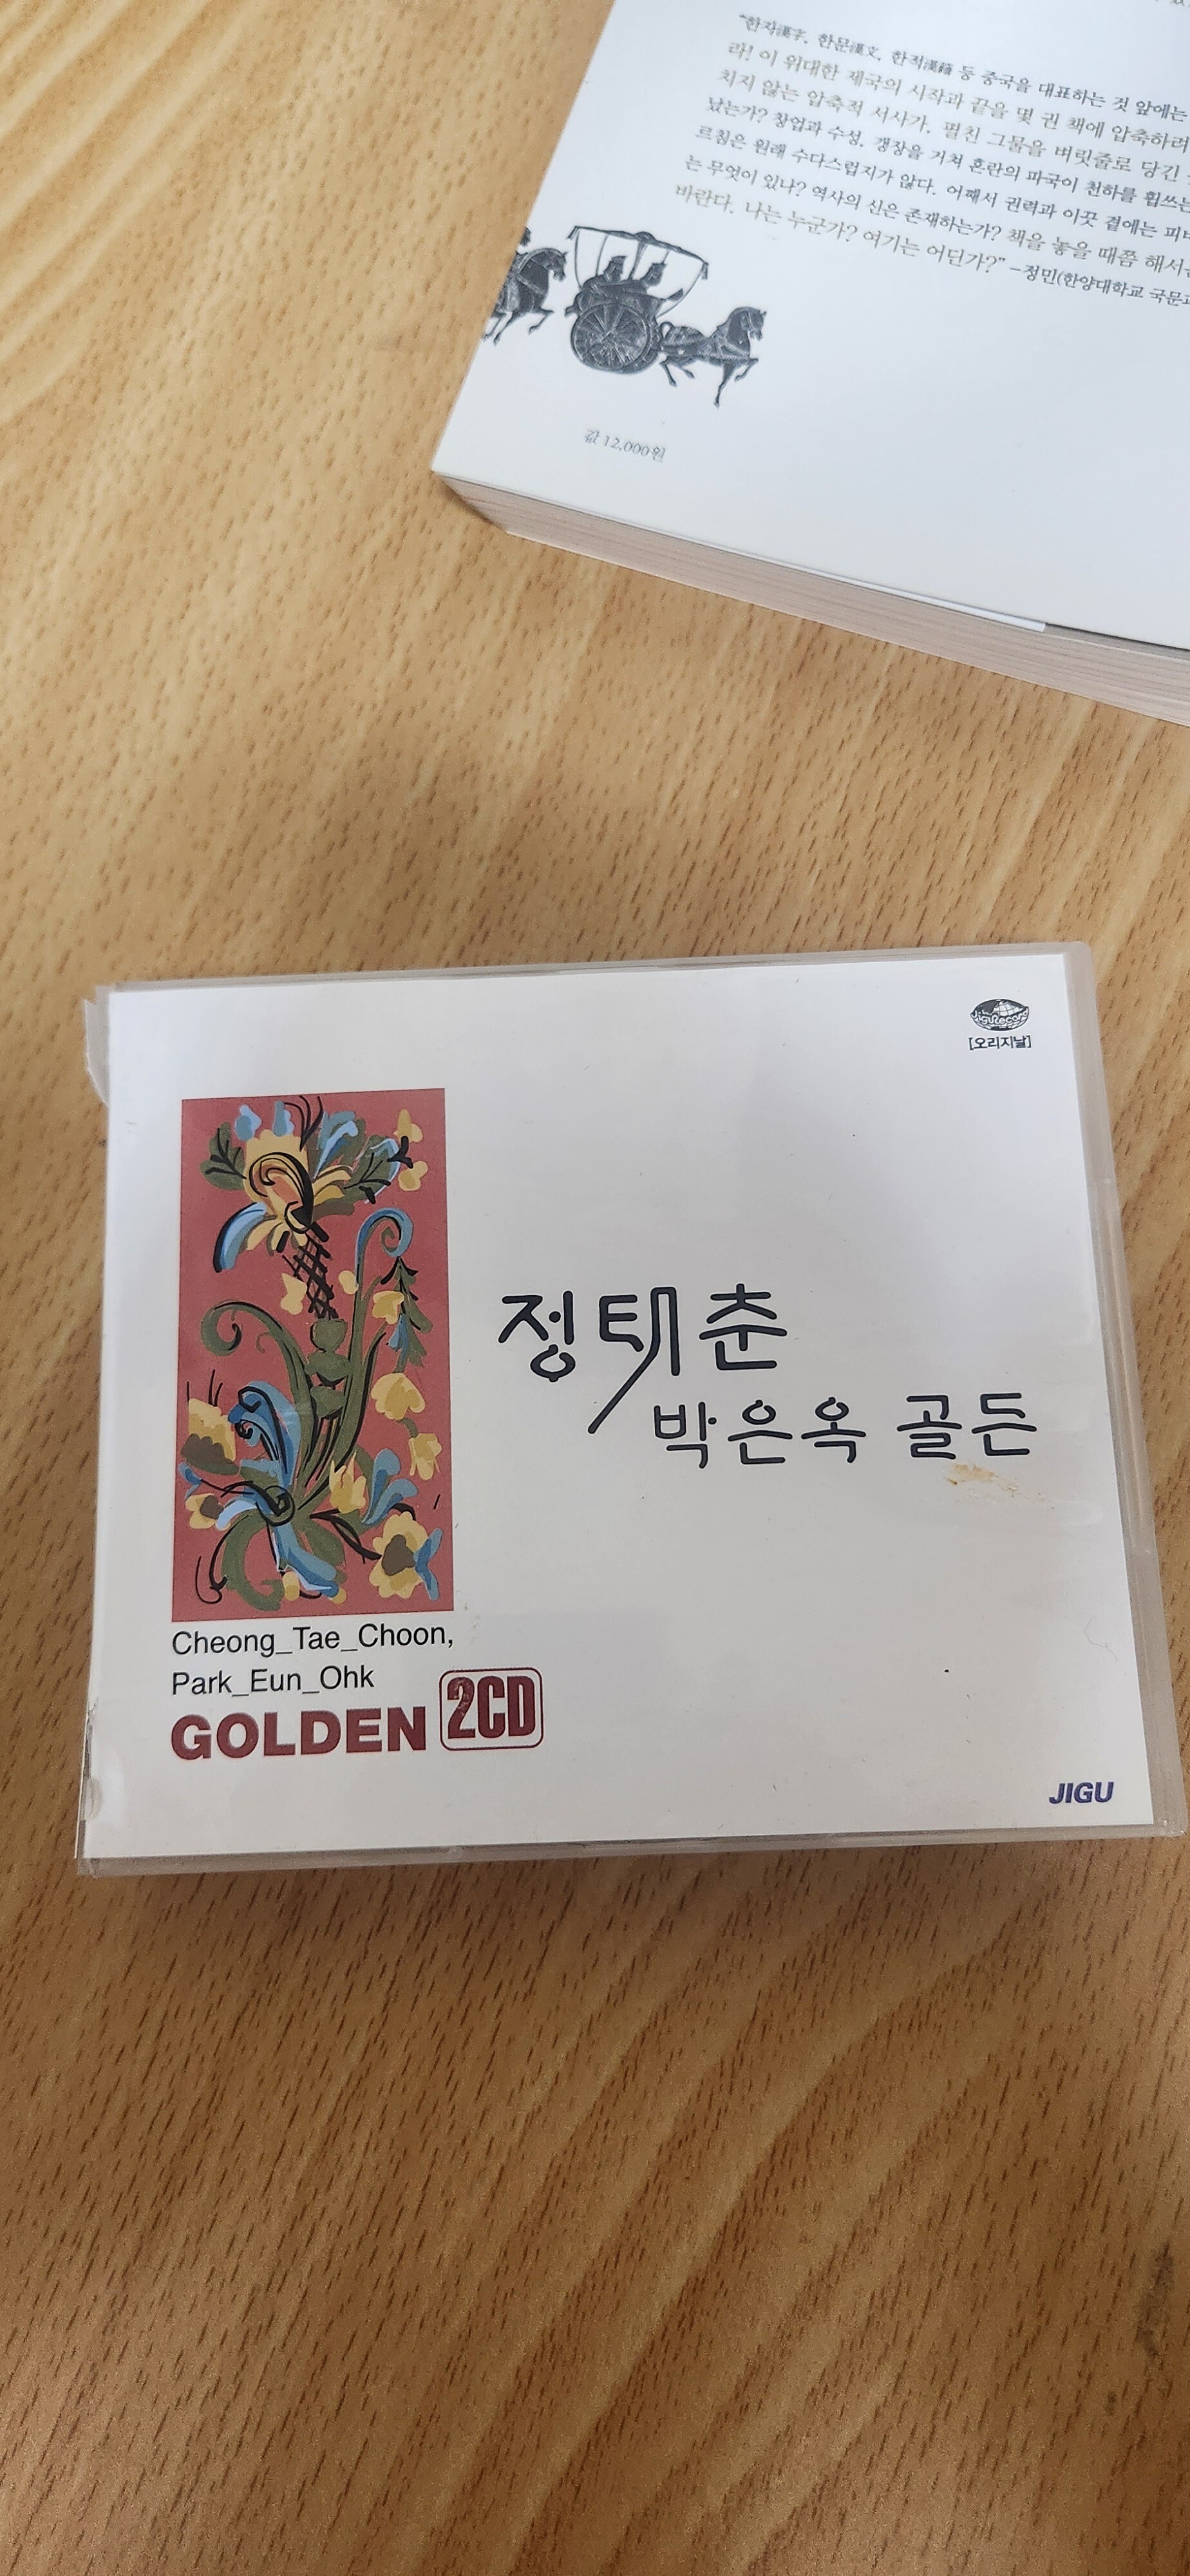 "한자漢字, 한문漢文, 한적漢籍 등 중국을 대표하는 것 앞에는
라! 이 위대한 제국의 시작과 끝을 몇 권 책에 압축하려
치지 않는 압축적 서사가, 펼친 그물을 벼릿줄로 당긴
났는가? 창업과 수성, 갱장을 거쳐 혼란의 파국이 천하를 휩쓰는
르침은 원래 수다스럽지가 않다. 어째서 권력과 이끗 곁에는 피비
는 무엇이 있나? 역사의 신은 존재하는가? 책을 놓을 때쯤 해서는
바란다. 나는 누군가? 여기는 어딘가?" -정민(한양대학교 국문과
값 12,000원
[오리지날]
정태춘
박은옥 골든
Cheong_Tae_Choon,
Park_Eun_Ohk
GOLDEN 2CD
JIGU